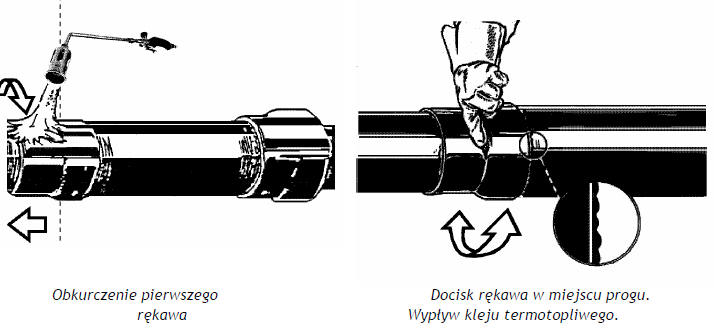 Obkurczenie pierwszego
rękawa
Docisk rękawa w miejscu progu.
Wypływ kleju termotopliwego.